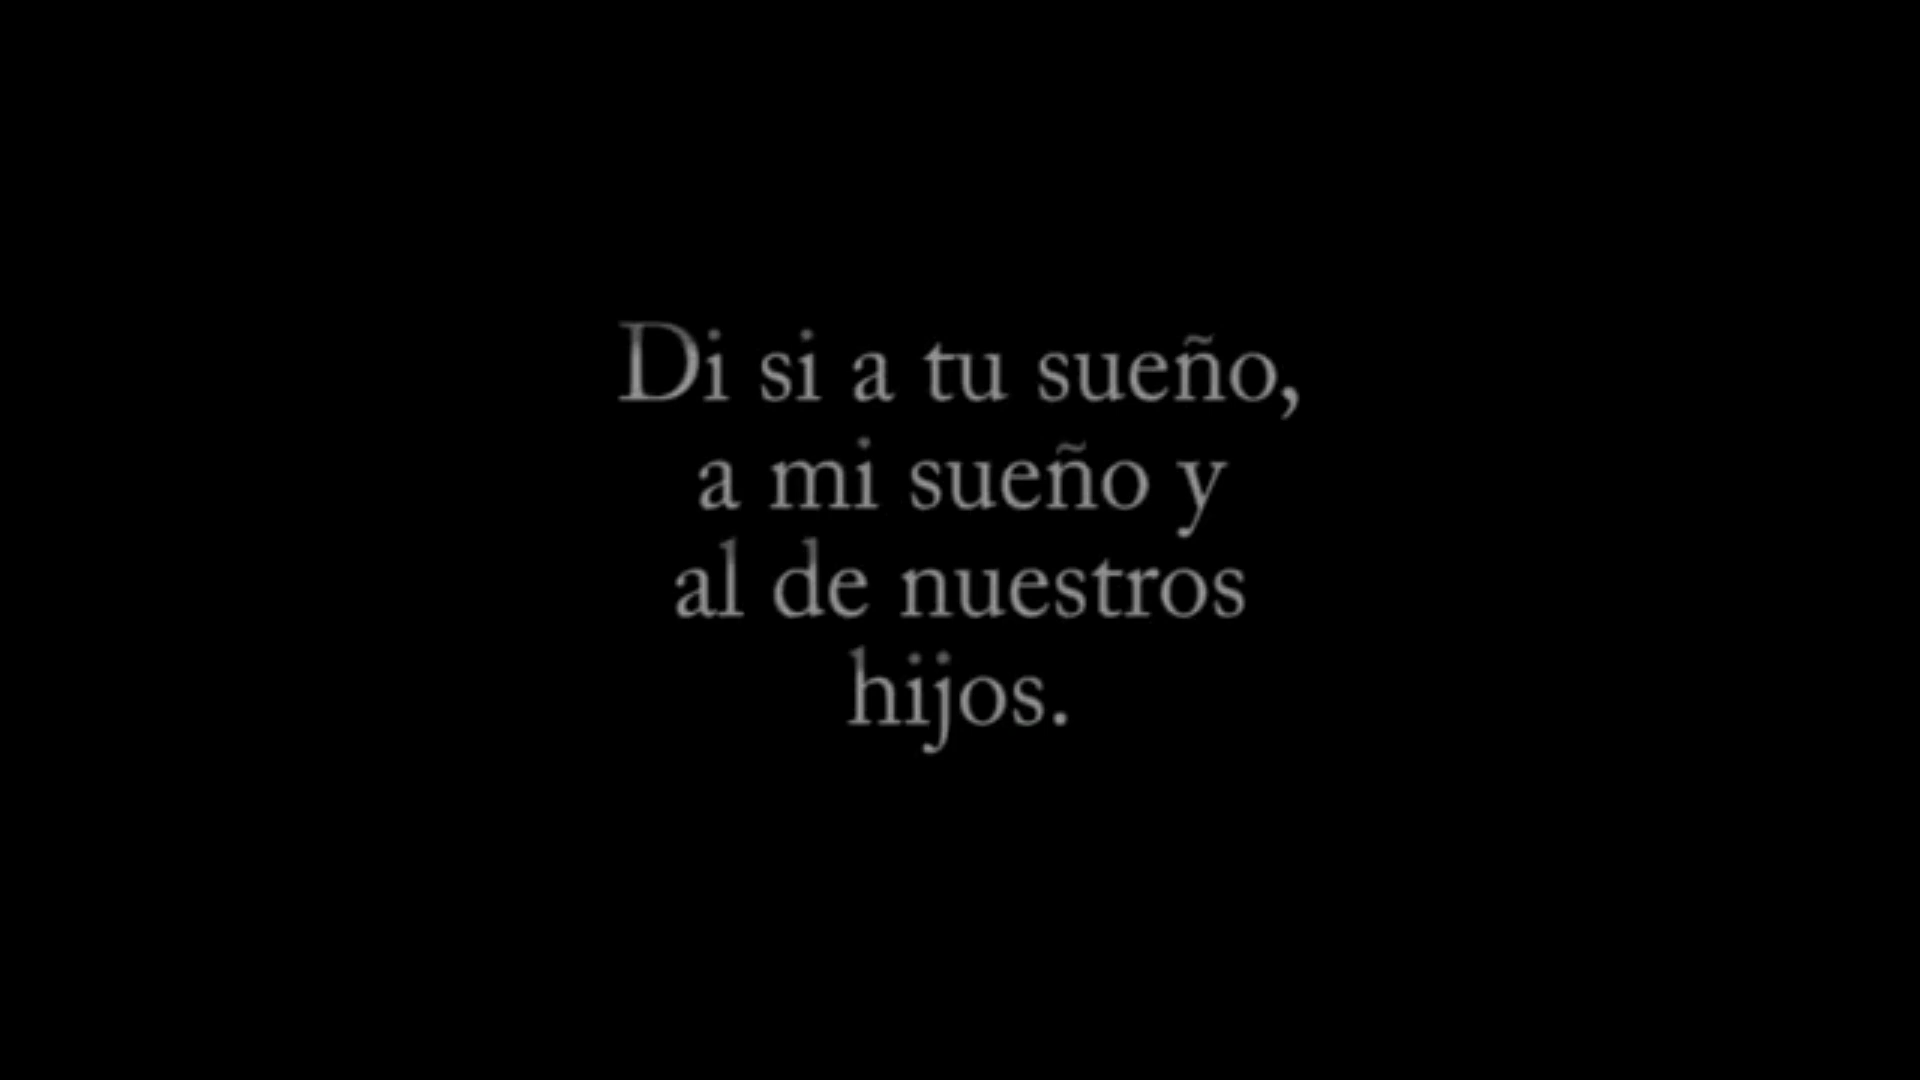 Di si a tu sueño,
a mi sueño y
al de nuestros
hijos.